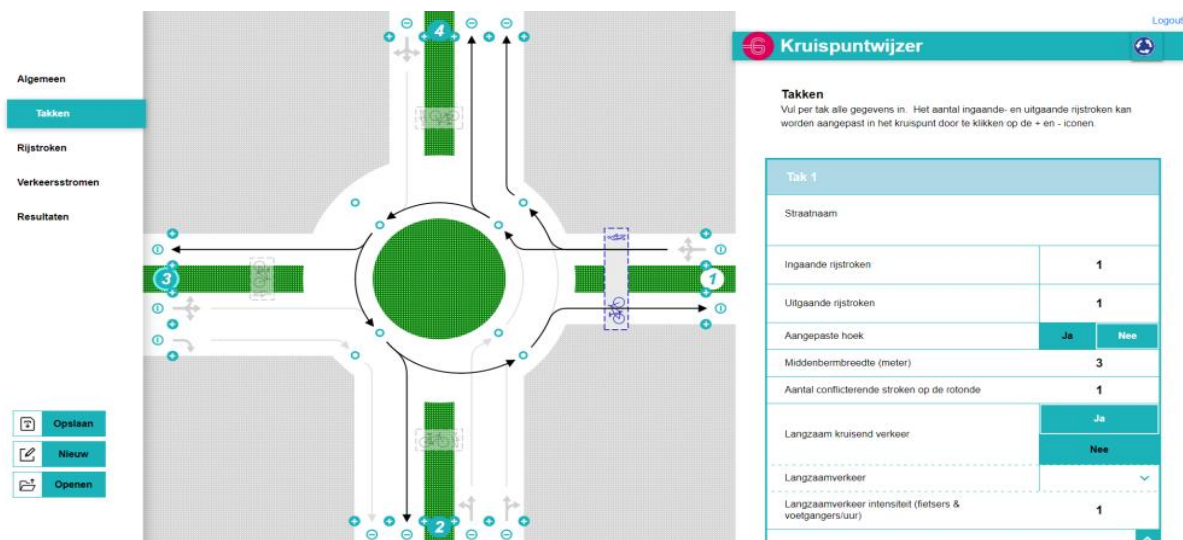 Logout
Kruispuntwijzer
Algemeen
Takken
Rijstroken
Verkeersstromen
Resultaten
Opslaan
Nieuw
Openen
4
3
1
2
Takken
Vul per tak alle gegevens in. Het aantal ingaande- en uitgaande rijstroken kan
worden aangepast in het kruispunt door te klikken op de + en - iconen.
Tak 1
Straatnaam
Ingaande rijstroken 1
Uitgaande rijstroken 1
Aangepaste hoek Ja Nee
Middenbermbreedte (meter) 3
Aantal conflicterende stroken op de rotonde 1
Langzaam kruisend verkeer Ja
Nee
Langzaamverkeer
Langzaamverkeer intensiteit (fietsers &
voetgangers/uur) 1